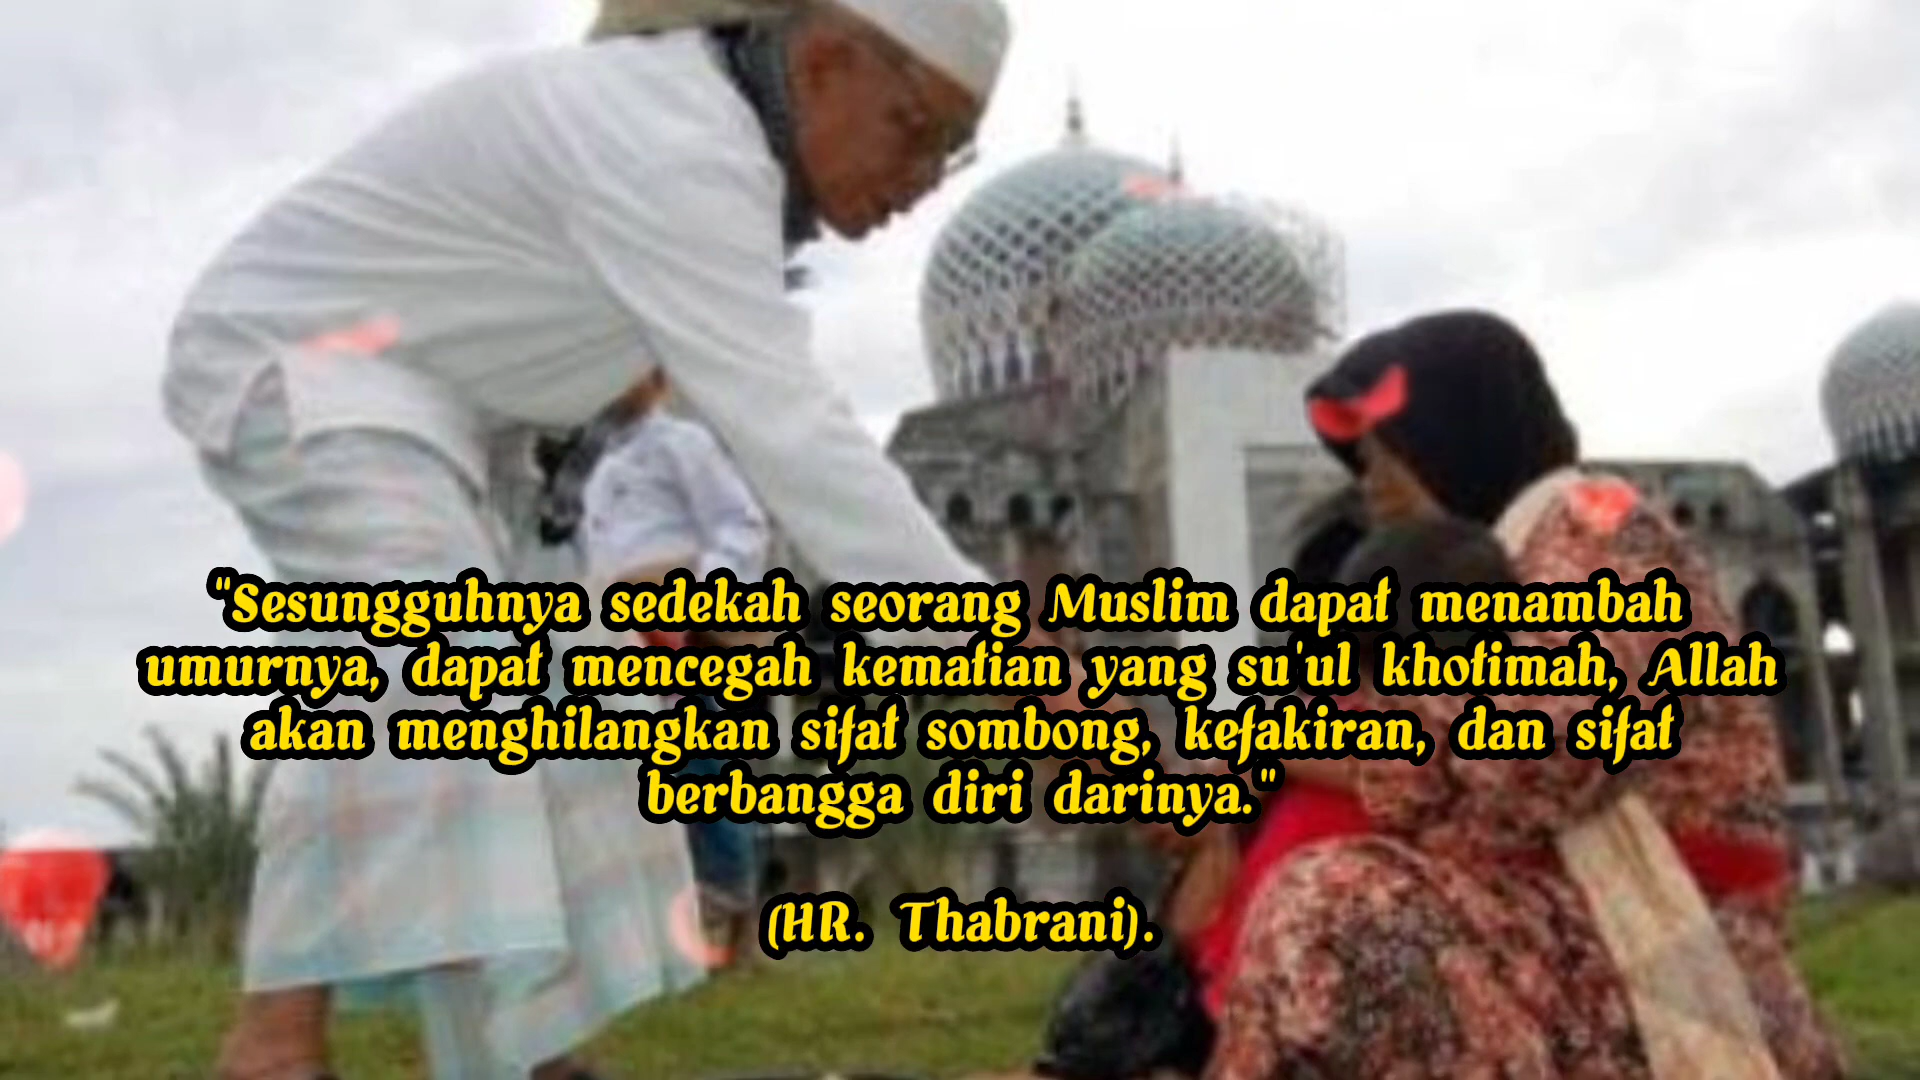 "Sesungguhnya sedekah seorang Muslim dapat menambah
umurnya, dapat mencegah kematian yang su'ul khotimah, Allah
akan menghilangkan sifat sombong, kefakiran, dan sifat
berbangga diri darinya."
(HR. Thabrani).